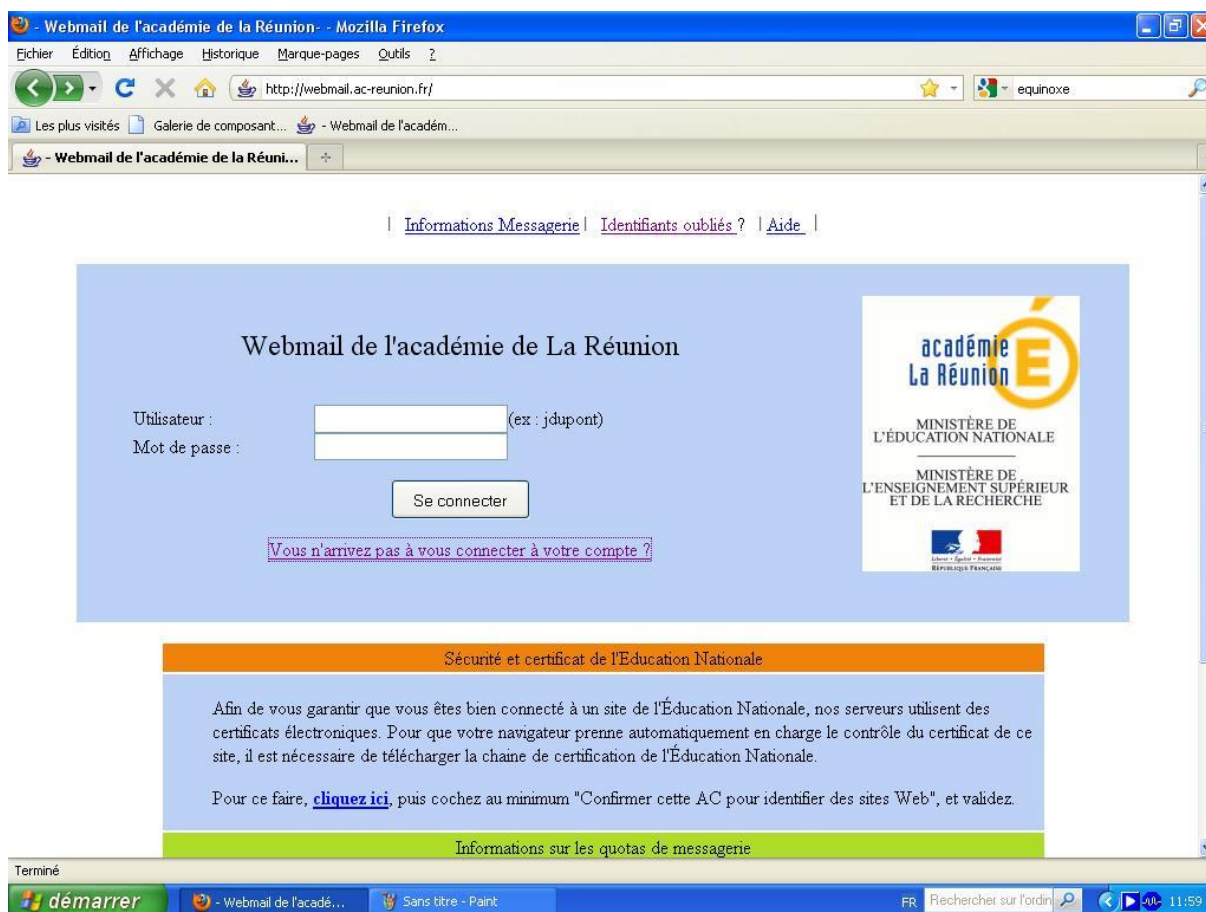 - Webmail de l'académie de la Réunion- - Mozilla Firefox
Fichier Édition Affichage Historique Marque-pages Outils ?
http://webmail.ac-reunion.fr/ equinoxe
Les plus visités Galerie de composant... - Webmail de l'académ...
- Webmail de l'académie de la Réuni...
| Informations Messagerie | Identifiants oubliés ? | Aide |
Webmail de l'académie de La Réunion
Utilisateur : (ex : jdupont)
Mot de passe :
Se connecter
Vous n'arrivez pas à vous connecter à votre compte ?
académie
La Réunion
MINISTÈRE DE
L'ÉDUCATION NATIONALE
MINISTÈRE DE
L'ENSEIGNEMENT SUPÉRIEUR
ET DE LA RECHERCHE
Liberté • Égalité • Fraternité
RÉPUBLIQUE FRANÇAISE
Sécurité et certificat de l'Education Nationale
Afin de vous garantir que vous êtes bien connecté à un site de l'Éducation Nationale, nos serveurs utilisent des
certificats électroniques. Pour que votre navigateur prenne automatiquement en charge le contrôle du certificat de ce
site, il est nécessaire de télécharger la chaine de certification de l'Éducation Nationale.
Pour ce faire, cliquez ici, puis cochez au minimum "Confirmer cette AC pour identifier des sites Web", et validez.
Informations sur les quotas de messagerie
Terminé
démarrer - Webmail de l'acadé... Sans titre - Paint FR Rechercher sur l'ordin 11:59